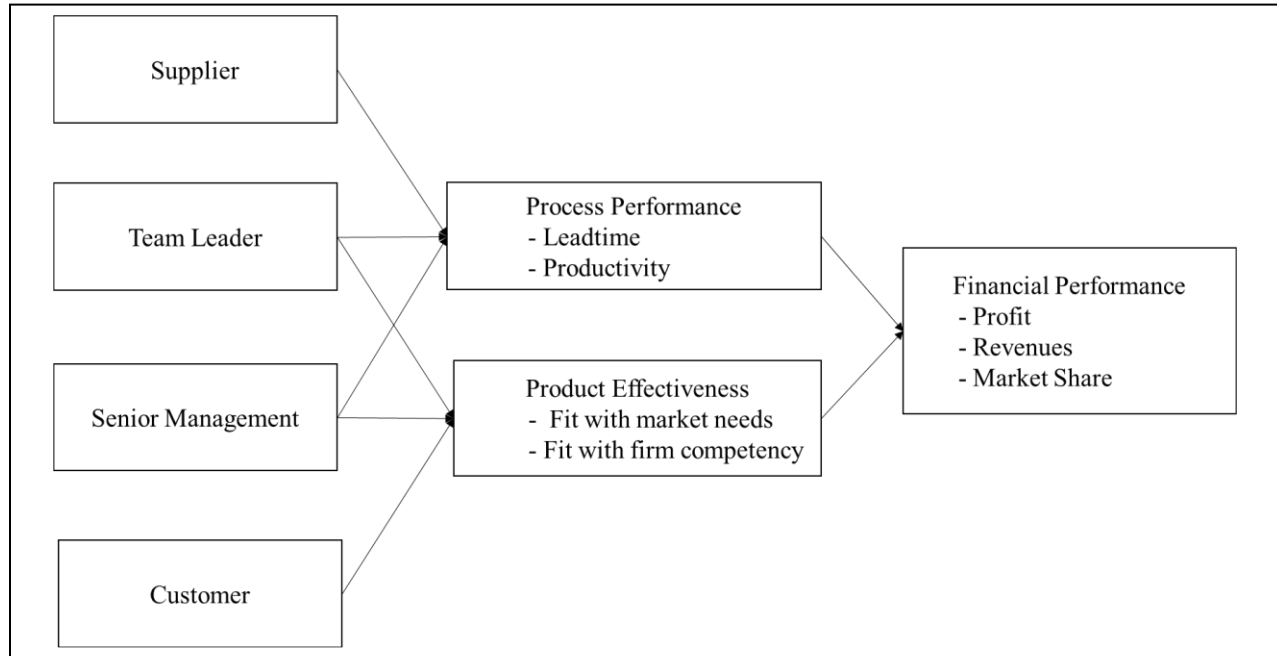 Supplier
Team Leader
Senior Management
Customer
Process Performance
- Leadtime
- Productivity
Product Effectiveness
- Fit with market needs
- Fit with firm competency
Financial Performance
- Profit
- Revenues
- Market Share